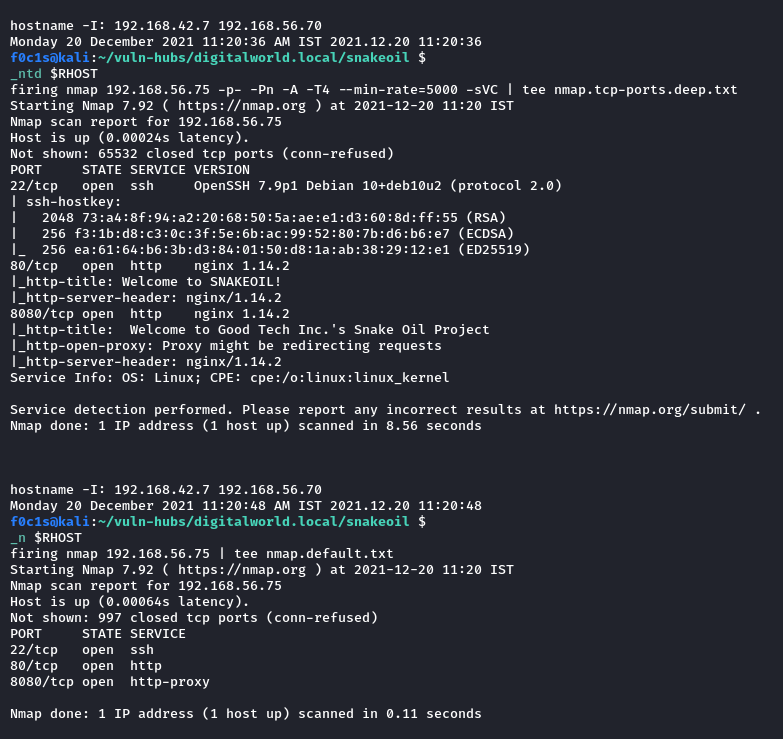 hostname -I: 192.168.42.7 192.168.56.70
Monday 20 December 2021 11:20:36 AM IST 2021.12.20 11:20:36
f0c1s@kali:~/vuln-hubs/digitalworld.local/snakeoil $
_ntd $RHOST
firing nmap 192.168.56.75 -p- -Pn -A -T4 --min-rate=5000 -sVC | tee nmap.tcp-ports.deep.txt
Starting Nmap 7.92 ( https://nmap.org ) at 2021-12-20 11:20 IST
Nmap scan report for 192.168.56.75
Host is up (0.00024s latency).
Not shown: 65532 closed tcp ports (conn-refused)
PORT     STATE SERVICE VERSION
22/tcp   open  ssh     OpenSSH 7.9p1 Debian 10+deb10u2 (protocol 2.0)
| ssh-hostkey:
|   2048 73:a4:8f:94:a2:20:68:50:5a:ae:e1:d3:60:8d:ff:55 (RSA)
|   256 f3:1b:d8:c3:0c:3f:5e:6b:ac:99:52:80:7b:d6:b6:e7 (ECDSA)
|_  256 ea:61:64:b6:3b:d3:84:01:50:d8:1a:ab:38:29:12:e1 (ED25519)
80/tcp   open  http    nginx 1.14.2
|_http-title: Welcome to SNAKEOIL!
|_http-server-header: nginx/1.14.2
8080/tcp open  http    nginx 1.14.2
|_http-title:  Welcome to Good Tech Inc.'s Snake Oil Project
|_http-open-proxy: Proxy might be redirecting requests
|_http-server-header: nginx/1.14.2
Service Info: OS: Linux; CPE: cpe:/o:linux:linux_kernel
Service detection performed. Please report any incorrect results at https://nmap.org/submit/ .
Nmap done: 1 IP address (1 host up) scanned in 8.56 seconds
hostname -I: 192.168.42.7 192.168.56.70
Monday 20 December 2021 11:20:48 AM IST 2021.12.20 11:20:48
f0c1s@kali:~/vuln-hubs/digitalworld.local/snakeoil $
_n $RHOST
firing nmap 192.168.56.75 | tee nmap.default.txt
Starting Nmap 7.92 ( https://nmap.org ) at 2021-12-20 11:20 IST
Nmap scan report for 192.168.56.75
Host is up (0.00064s latency).
Not shown: 997 closed tcp ports (conn-refused)
PORT     STATE SERVICE
22/tcp   open  ssh
80/tcp   open  http
8080/tcp open  http-proxy
Nmap done: 1 IP address (1 host up) scanned in 0.11 seconds